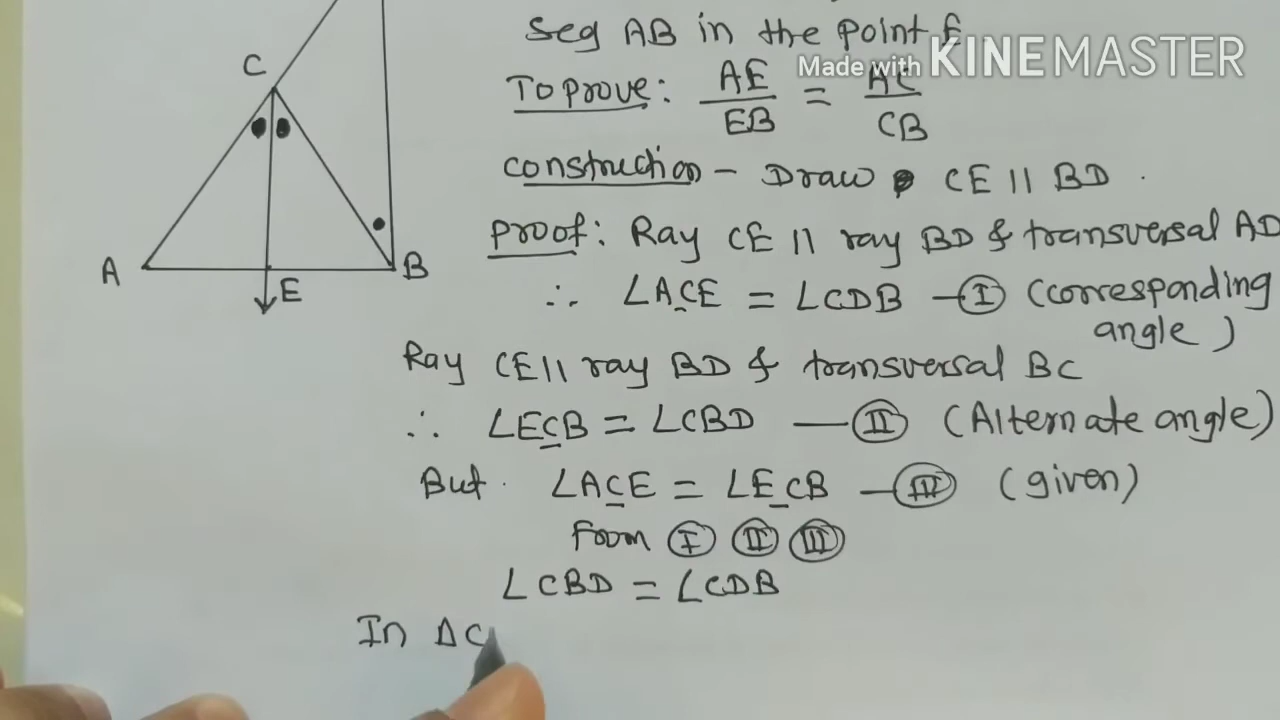 Seg AB in the point E
Made with KINEMASTER
To prove: AE/EB = AC/CB
construction - Draw CE || BD.
Proof: Ray CE || ray BD & transversal AD
∴ ∠ACE = ∠CDB —Ⓘ (corresponding
angle)
Ray CE || ray BD & transversal BC
∴ ∠ECB = ∠CBD — II (Alternate angle)
But ∠ACE = ∠ECB — III (given)
From I II III
∠CBD = ∠CDB
In ΔC
C
A
B
E